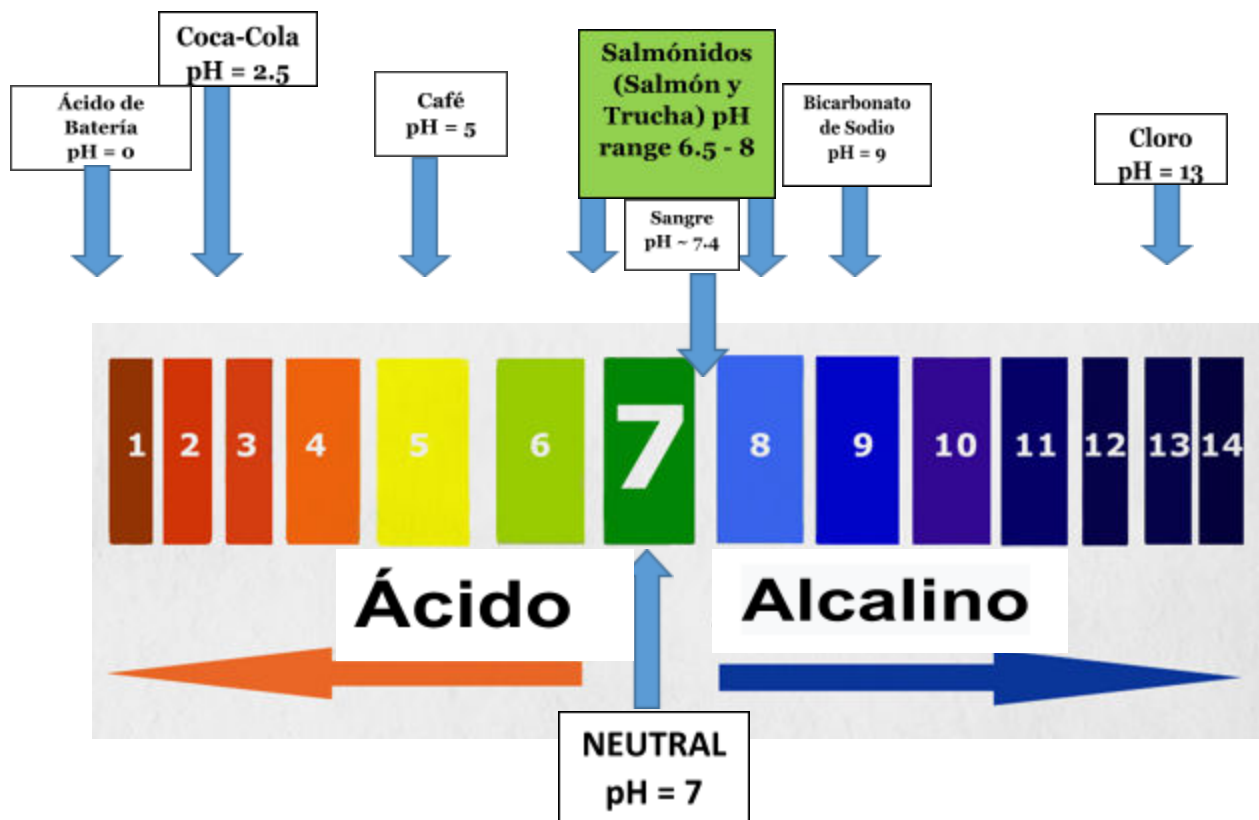 Coca-Cola
pH = 2.5
Ácido de
Batería
pH = 0
Café
pH = 5
Salmónidos
(Salmón y
Trucha) pH
range 6.5 - 8
Sangre
pH ~ 7.4
Bicarbonato
de Sodio
pH = 9
Cloro
pH = 13
1 2 3 4 5 6 7 8 9 10 11 12 13 14
Ácido
Alcalino
NEUTRAL
pH = 7